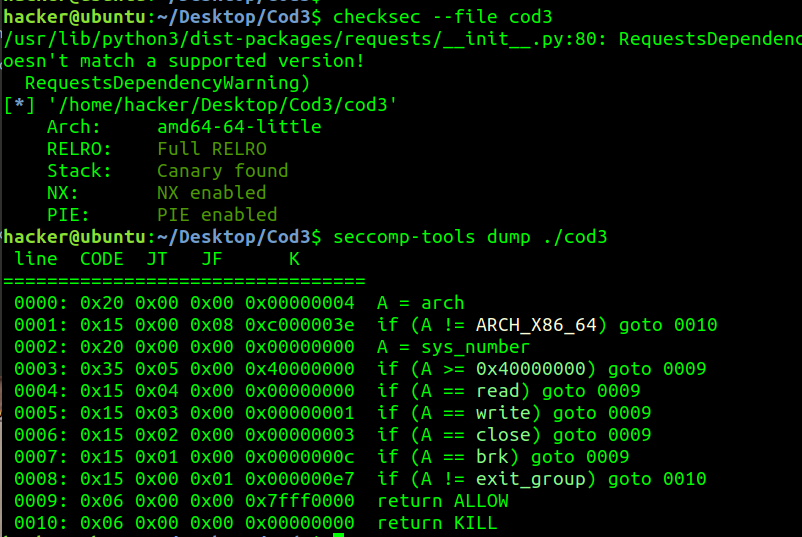 hacker@ubuntu:~/Desktop/Cod3$ checksec --file cod3
/usr/lib/python3/dist-packages/requests/__init__.py:80: RequestsDependenc
oesn't match a supported version!
  RequestsDependencyWarning)
[*] '/home/hacker/Desktop/Cod3/cod3'
    Arch:     amd64-64-little
    RELRO:    Full RELRO
    Stack:    Canary found
    NX:       NX enabled
    PIE:      PIE enabled
hacker@ubuntu:~/Desktop/Cod3$ seccomp-tools dump ./cod3
 line  CODE  JT   JF      K
=================================
 0000: 0x20 0x00 0x00 0x00000004  A = arch
 0001: 0x15 0x00 0x08 0xc000003e  if (A != ARCH_X86_64) goto 0010
 0002: 0x20 0x00 0x00 0x00000000  A = sys_number
 0003: 0x35 0x05 0x00 0x40000000  if (A >= 0x40000000) goto 0009
 0004: 0x15 0x04 0x00 0x00000000  if (A == read) goto 0009
 0005: 0x15 0x03 0x00 0x00000001  if (A == write) goto 0009
 0006: 0x15 0x02 0x00 0x00000003  if (A == close) goto 0009
 0007: 0x15 0x01 0x00 0x0000000c  if (A == brk) goto 0009
 0008: 0x15 0x00 0x01 0x000000e7  if (A != exit_group) goto 0010
 0009: 0x06 0x00 0x00 0x7fff0000  return ALLOW
 0010: 0x06 0x00 0x00 0x00000000  return KILL